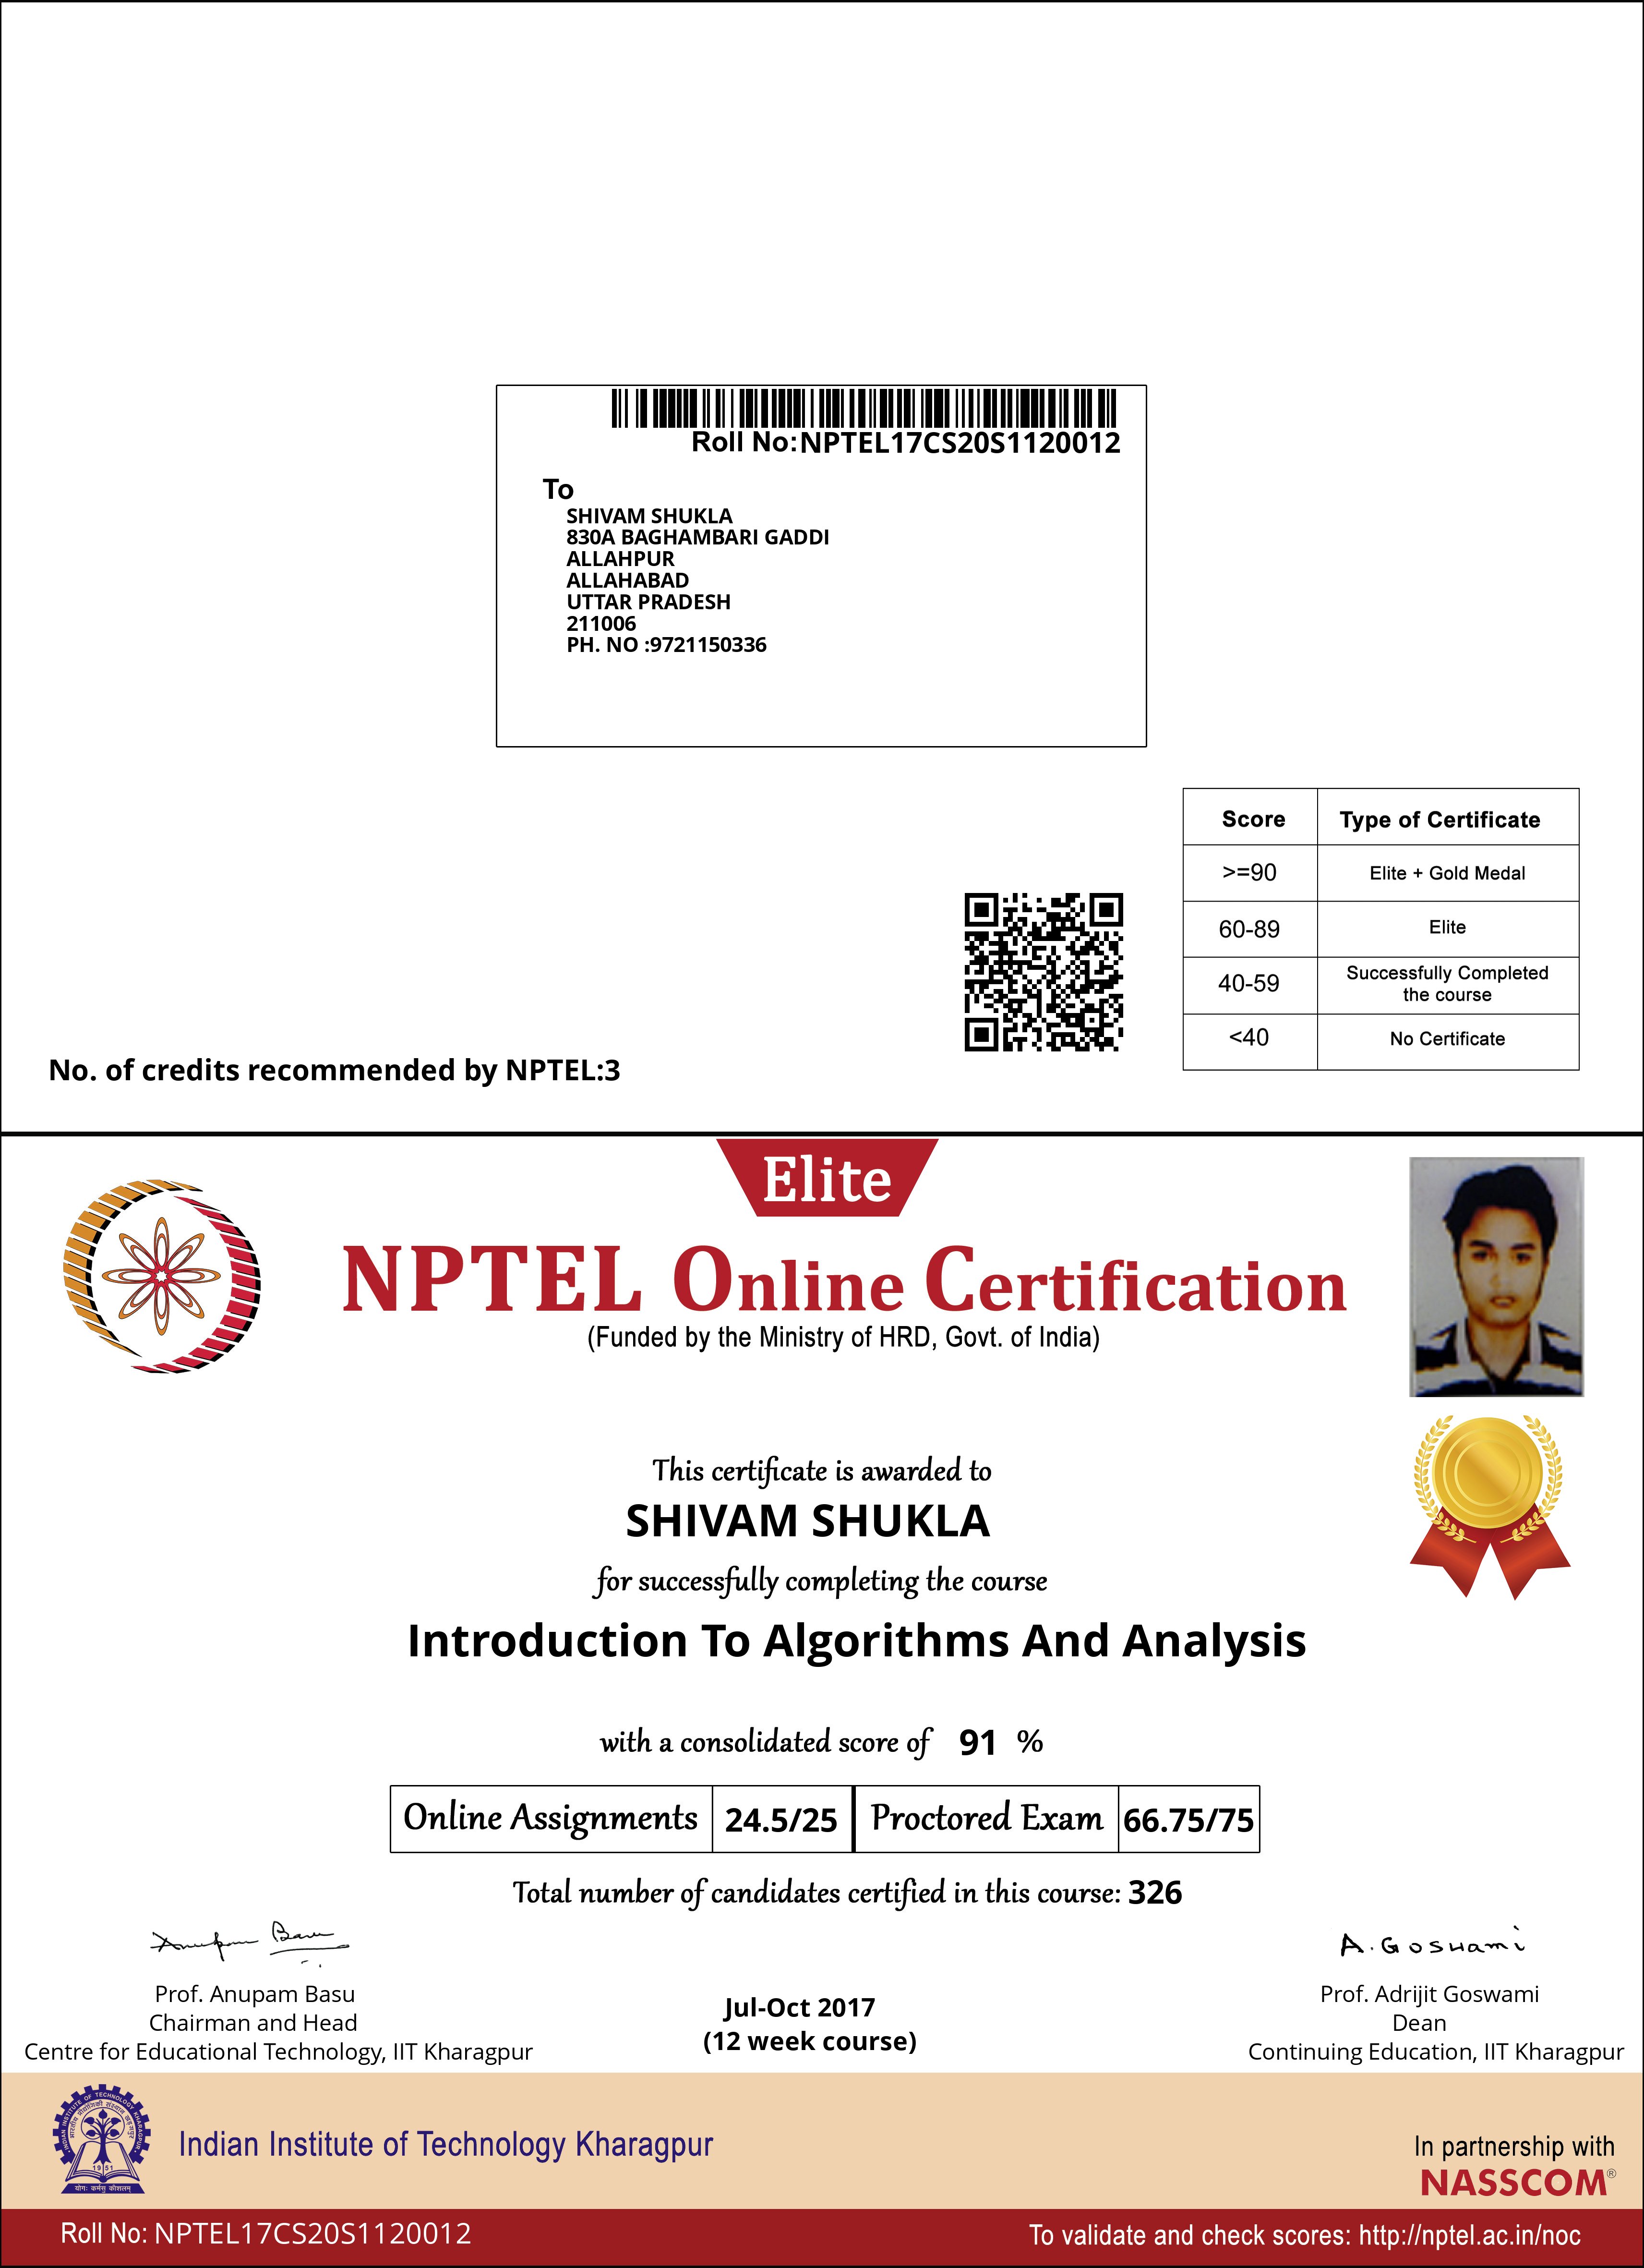 Roll No:NPTEL17CS20S1120012
To
SHIVAM SHUKLA
830A BAGHAMBARI GADDI
ALLAHPUR
ALLAHABAD
UTTAR PRADESH
211006
PH. NO :9721150336
Score Type of Certificate
>=90 Elite + Gold Medal
60-89 Elite
40-59 Successfully Completed
the course
<40 No Certificate
No. of credits recommended by NPTEL:3
Elite
NPTEL Online Certification
(Funded by the Ministry of HRD, Govt. of India)
This certificate is awarded to
SHIVAM SHUKLA
for successfully completing the course
Introduction To Algorithms And Analysis
with a consolidated score of 91 %
Online Assignments 24.5/25 Proctored Exam 66.75/75
Total number of candidates certified in this course: 326
Anupam Basu
A. Goswami
Prof. Anupam Basu
Chairman and Head
Centre for Educational Technology, IIT Kharagpur
Jul-Oct 2017
(12 week course)
Prof. Adrijit Goswami
Dean
Continuing Education, IIT Kharagpur
INDIAN INSTITUTE OF TECHNOLOGY KHARAGPUR
1951
योगः कर्मसु कौशलम्
Indian Institute of Technology Kharagpur
In partnership with
NASSCOM®
Roll No: NPTEL17CS20S1120012
To validate and check scores: http://nptel.ac.in/noc